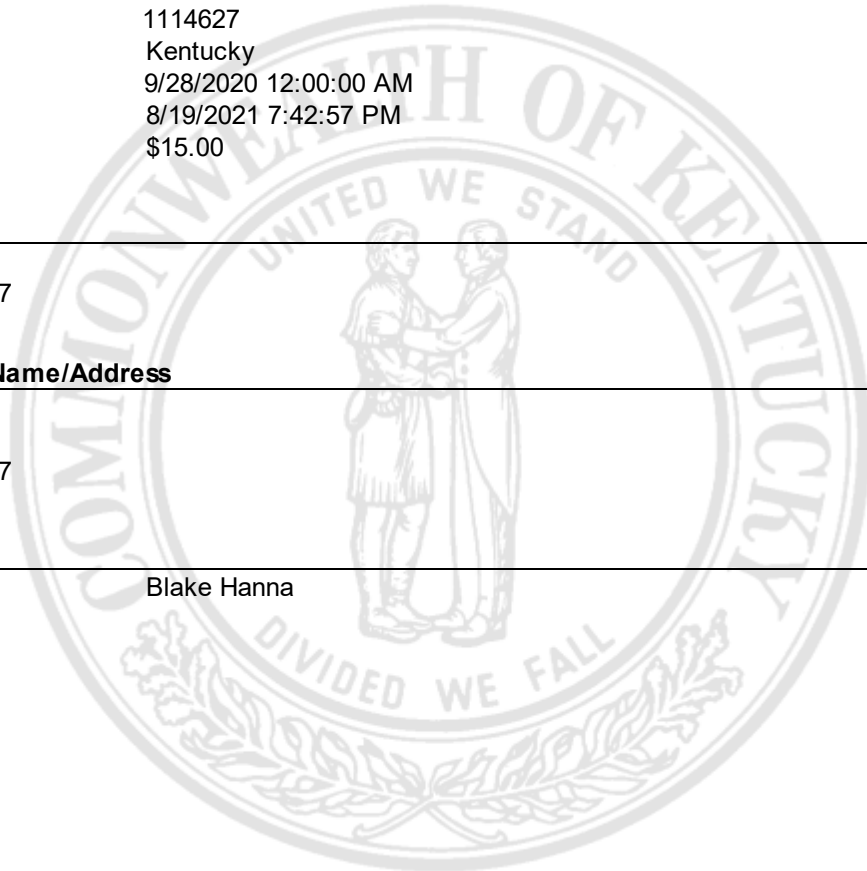 1114627
Kentucky
9/28/2020 12:00:00 AM
8/19/2021 7:42:57 PM
$15.00
COMMONWEALTH OF KENTUCKY
UNITED WE STAND
7
Name/Address
7
Blake Hanna
DIVIDED WE FALL